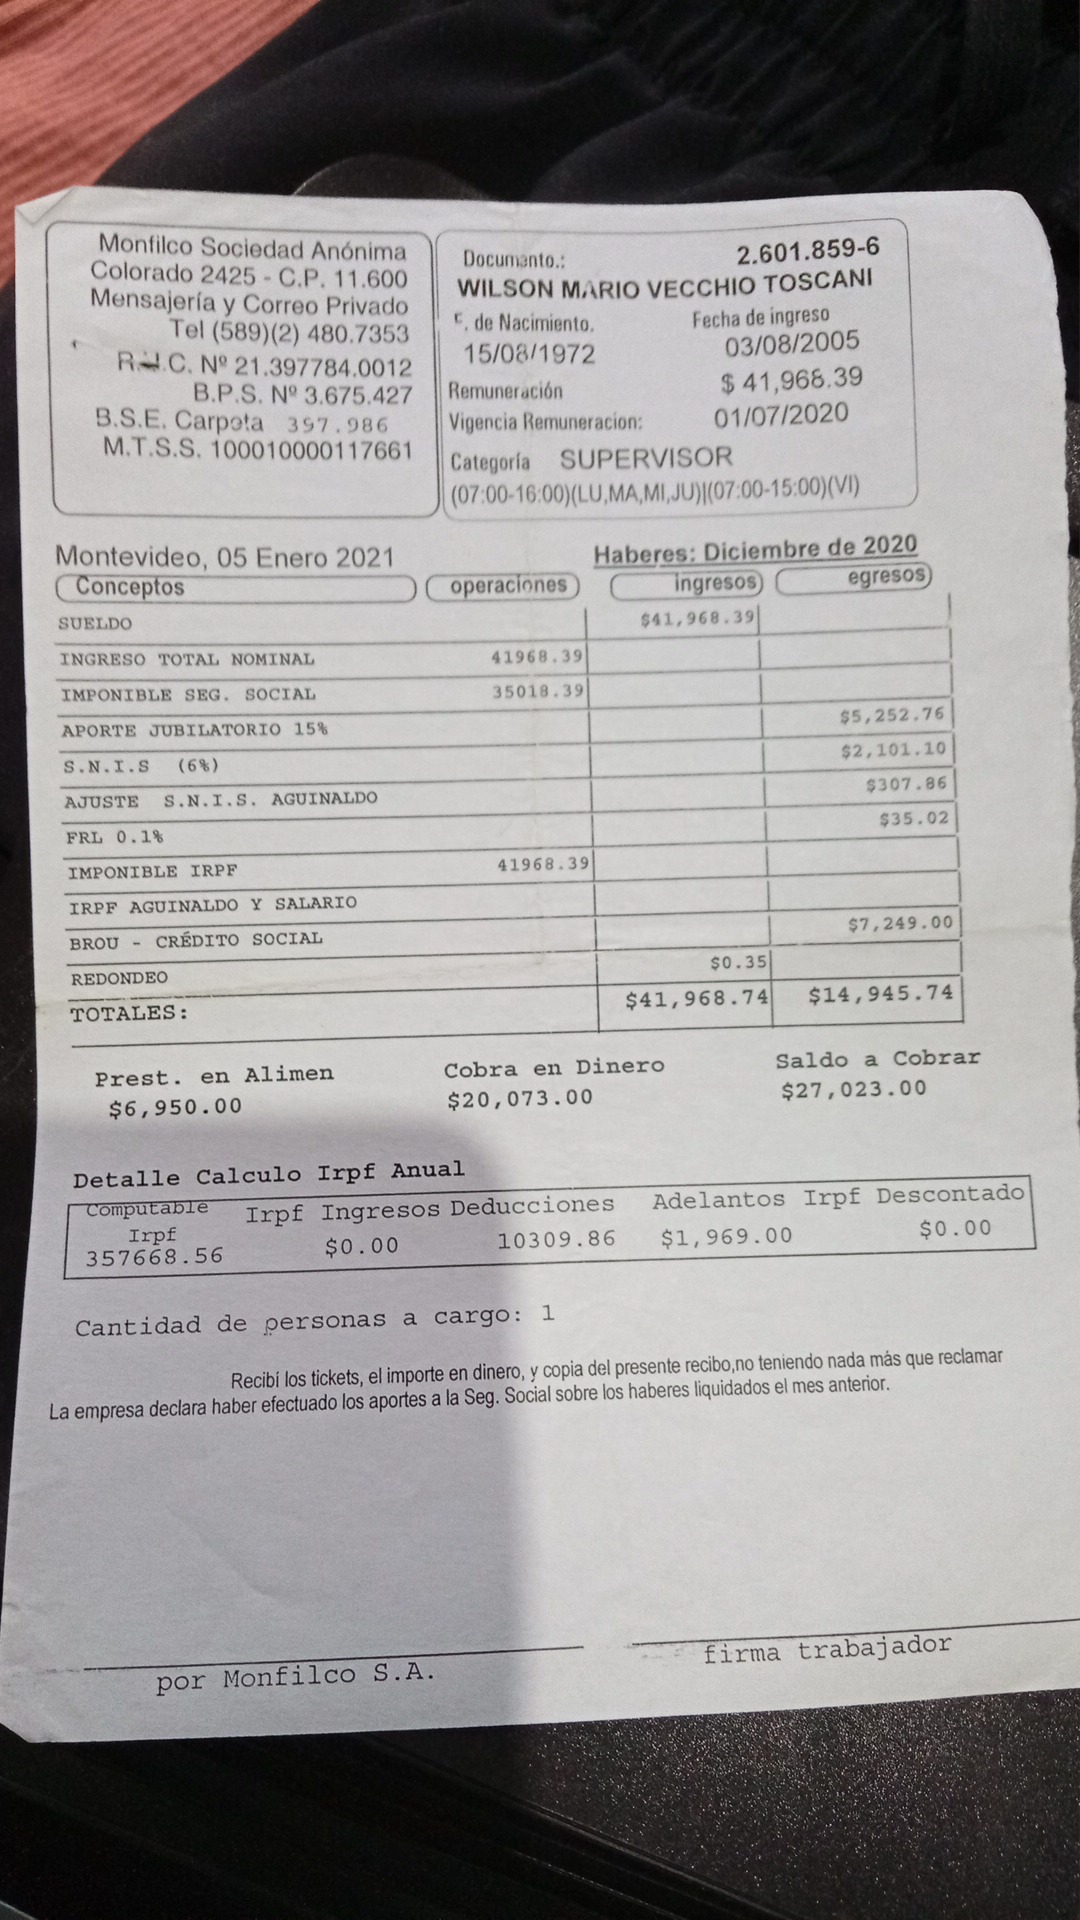 Monfilco Sociedad Anónima
Colorado 2425 - C.P. 11.600
Mensajería y Correo Privado
Tel (589)(2) 480.7353
R.U.C. Nº 21.397784.0012
B.P.S. Nº 3.675.427
B.S.E. Carpeta 397.986
M.T.S.S. 100010000117661
Documento.: 2.601.859-6
WILSON MARIO VECCHIO TOSCANI
F. de Nacimiento. Fecha de ingreso
15/08/1972 03/08/2005
Remuneración $ 41,968.39
Vigencia Remuneracion: 01/07/2020
Categoría SUPERVISOR
(07:00-16:00)(LU,MA,MI,JU)|(07:00-15:00)(VI)
Montevideo, 05 Enero 2021 Haberes: Diciembre de 2020
Conceptos operaciones ingresos egresos
SUELDO $41,968.39
INGRESO TOTAL NOMINAL 41968.39
IMPONIBLE SEG. SOCIAL 35018.39
APORTE JUBILATORIO 15% $5,252.76
S.N.I.S (6%) $2,101.10
AJUSTE S.N.I.S. AGUINALDO $307.86
FRL 0.1% $35.02
IMPONIBLE IRPF 41968.39
IRPF AGUINALDO Y SALARIO
BROU - CRÉDITO SOCIAL $7,249.00
REDONDEO $0.35
TOTALES: $41,968.74 $14,945.74
Prest. en Alimen Cobra en Dinero Saldo a Cobrar
$6,950.00 $20,073.00 $27,023.00
Detalle Calculo Irpf Anual
Computable Irpf Ingresos Deducciones Adelantos Irpf Descontado
Irpf
357668.56 $0.00 10309.86 $1,969.00 $0.00
Cantidad de personas a cargo: 1
Recibí los tickets, el importe en dinero, y copia del presente recibo,no teniendo nada más que reclamar
La empresa declara haber efectuado los aportes a la Seg. Social sobre los haberes liquidados el mes anterior.
por Monfilco S.A. firma trabajador